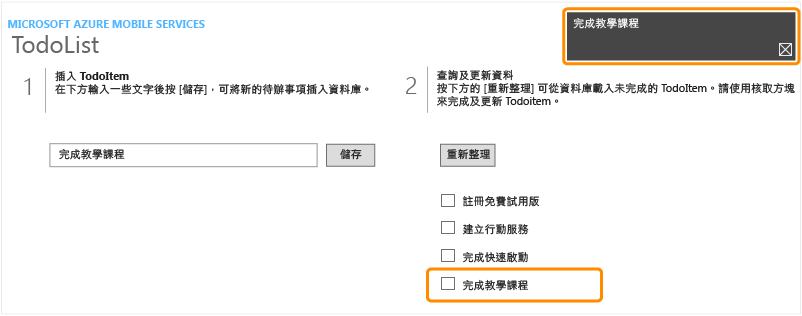 MICROSOFT AZURE MOBILE SERVICES
TodoList
完成教學課程
1
插入 TodoItem
在下方輸入一些文字後按 [儲存]，可將新的待辦事項插入資料庫。
完成教學課程
儲存
2
查詢及更新資料
按下方的 [重新整理] 可從資料庫載入未完成的 TodoItem。請使用核取方塊
來完成及更新 Todoitem。
重新整理
註冊免費試用版
建立行動服務
完成快速啟動
完成教學課程